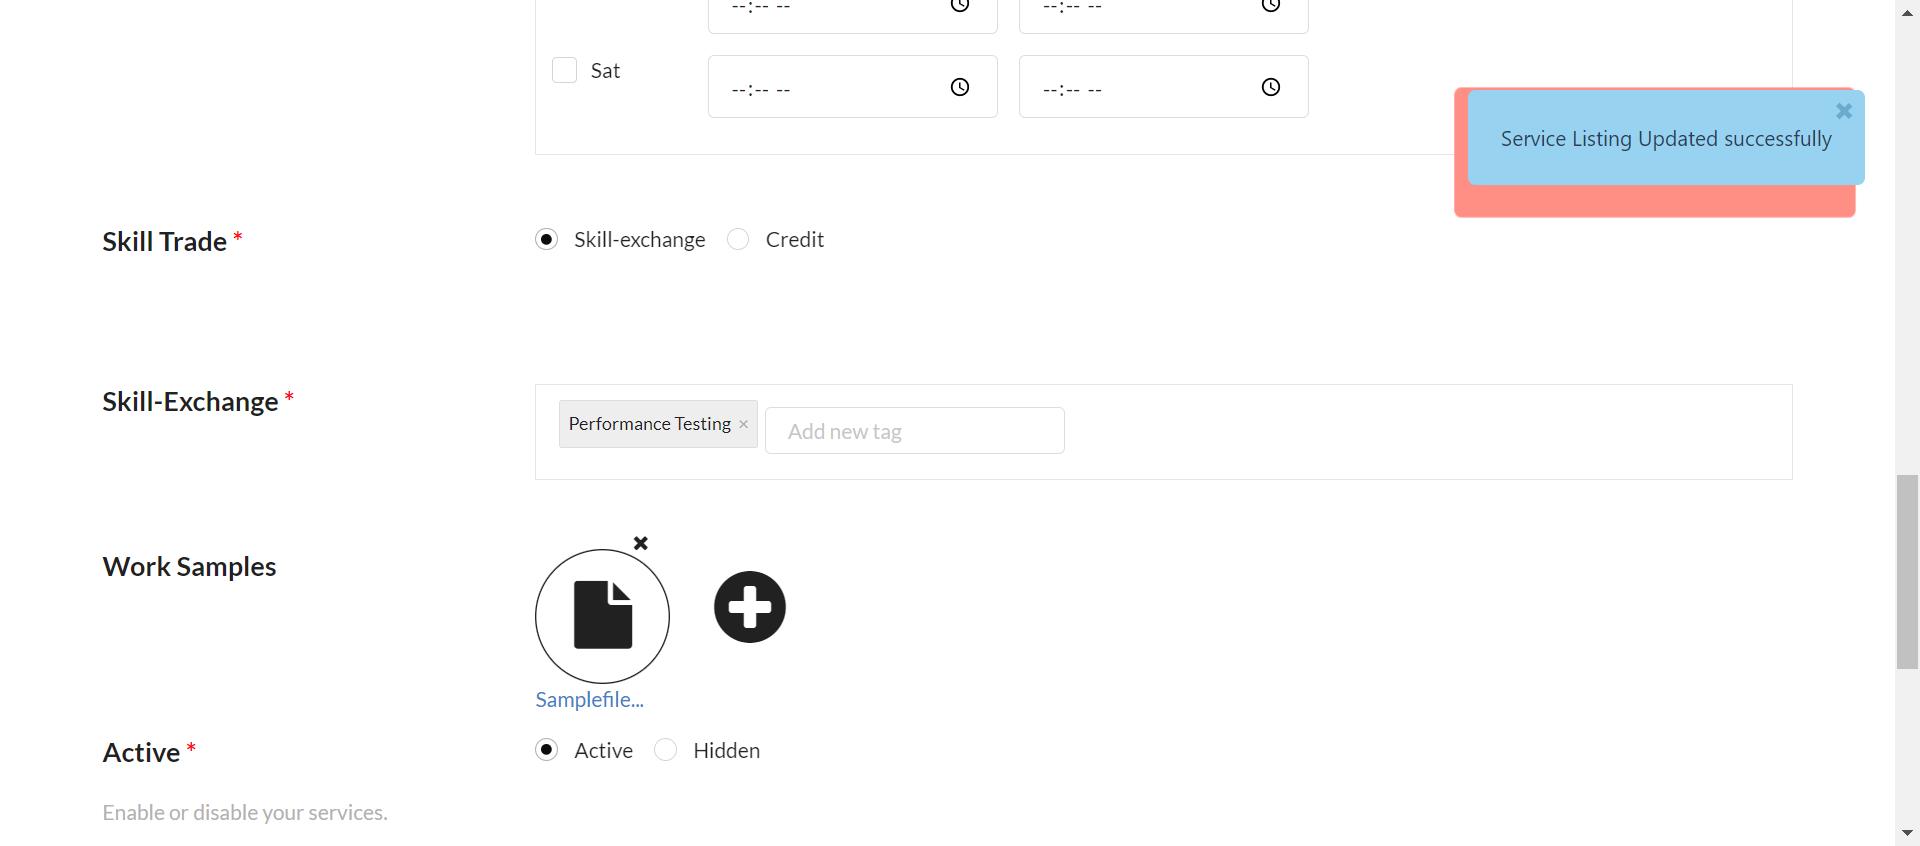 --:-- -- --:-- --
Sat --:-- -- --:-- --
Service Listing Updated successfully
Skill Trade * Skill-exchange Credit
Skill-Exchange * Performance Testing × Add new tag
Work Samples
Samplefile...
Active * Active Hidden
Enable or disable your services.